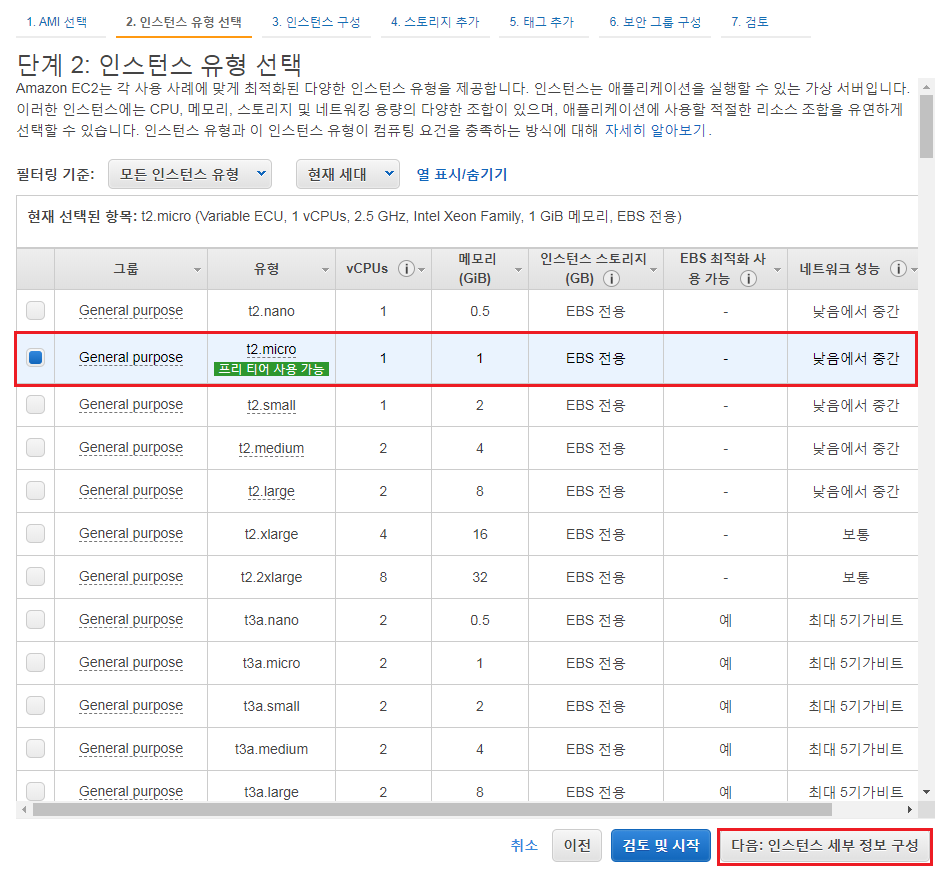 1. AMI 선택 2. 인스턴스 유형 선택 3. 인스턴스 구성 4. 스토리지 추가 5. 태그 추가 6. 보안 그룹 구성 7. 검토
단계 2: 인스턴스 유형 선택
Amazon EC2는 각 사용 사례에 맞게 최적화된 다양한 인스턴스 유형을 제공합니다. 인스턴스는 애플리케이션을 실행할 수 있는 가상 서버입니다.
이러한 인스턴스에는 CPU, 메모리, 스토리지 및 네트워킹 용량의 다양한 조합이 있으며, 애플리케이션에 사용할 적절한 리소스 조합을 유연하게
선택할 수 있습니다. 인스턴스 유형과 이 인스턴스 유형이 컴퓨팅 요건을 충족하는 방식에 대해 자세히 알아보기.
필터링 기준: 모든 인스턴스 유형 현재 세대 열 표시/숨기기
현재 선택된 항목: t2.micro (Variable ECU, 1 vCPUs, 2.5 GHz, Intel Xeon Family, 1 GiB 메모리, EBS 전용)
그룹 유형 vCPUs i 메모리 (GiB) 인스턴스 스토리지 (GB) i EBS 최적화 사용 가능 i 네트워크 성능 i
General purpose t2.nano 1 0.5 EBS 전용 - 낮음에서 중간
General purpose t2.micro 프리 티어 사용 가능 1 1 EBS 전용 - 낮음에서 중간
General purpose t2.small 1 2 EBS 전용 - 낮음에서 중간
General purpose t2.medium 2 4 EBS 전용 - 낮음에서 중간
General purpose t2.large 2 8 EBS 전용 - 낮음에서 중간
General purpose t2.xlarge 4 16 EBS 전용 - 보통
General purpose t2.2xlarge 8 32 EBS 전용 - 보통
General purpose t3a.nano 2 0.5 EBS 전용 예 최대 5기가비트
General purpose t3a.micro 2 1 EBS 전용 예 최대 5기가비트
General purpose t3a.small 2 2 EBS 전용 예 최대 5기가비트
General purpose t3a.medium 2 4 EBS 전용 예 최대 5기가비트
General purpose t3a.large 2 8 EBS 전용 예 최대 5기가비트
취소 이전 검토 및 시작 다음: 인스턴스 세부 정보 구성